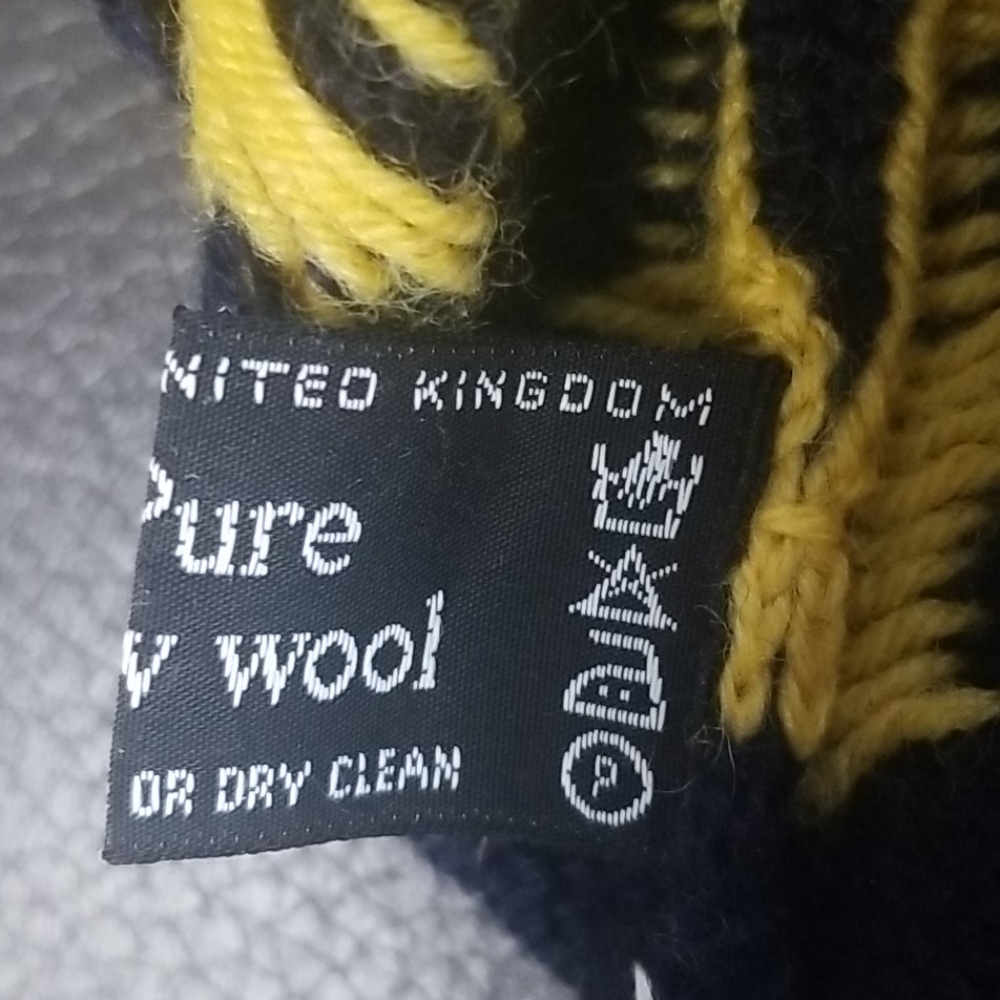 NITED KINGDOM
Pure
w wool
OR DRY CLEAN
P